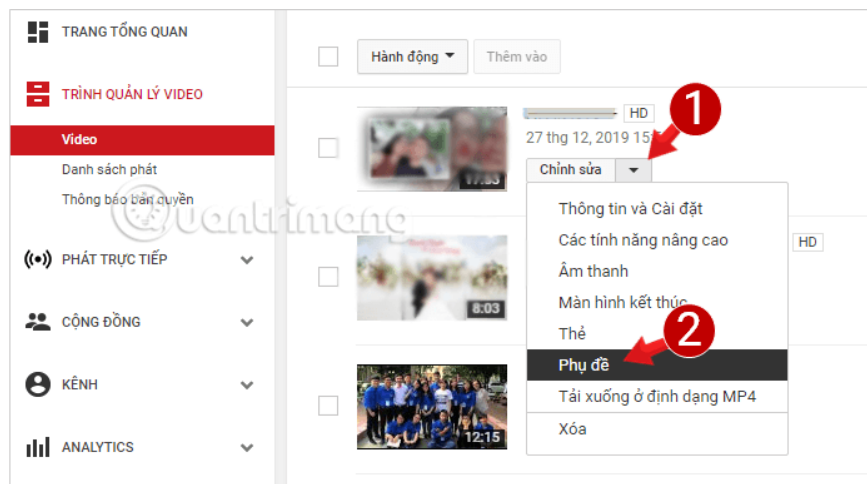 TRANG TỔNG QUAN
TRÌNH QUẢN LÝ VIDEO
Video
Danh sách phát
Thông báo bản quyền
PHÁT TRỰC TIẾP
CỘNG ĐỒNG
KÊNH
ANALYTICS
Quantrimang
Hành động Thêm vào
HD
27 thg 12, 2019
1
Chỉnh sửa
Thông tin và Cài đặt
Các tính năng nâng cao
HD
Âm thanh
Màn hình kết thúc
Thẻ
2
Phụ đề
Tải xuống ở định dạng MP4
Xóa
8:03
12:15